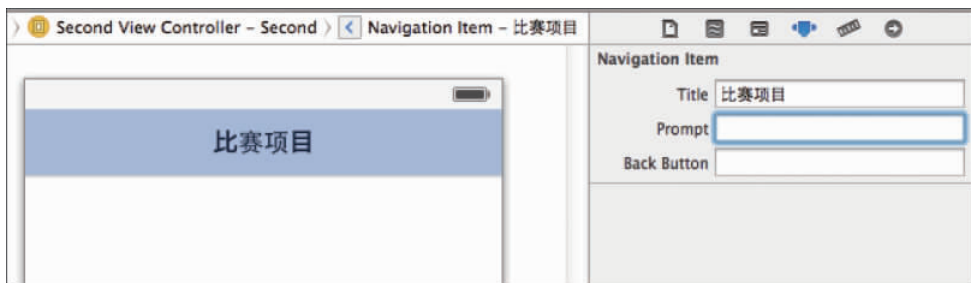 Second View Controller – Second 〉 Navigation Item – 比赛项目
Navigation Item
Title 比赛项目
Prompt
Back Button
比赛项目